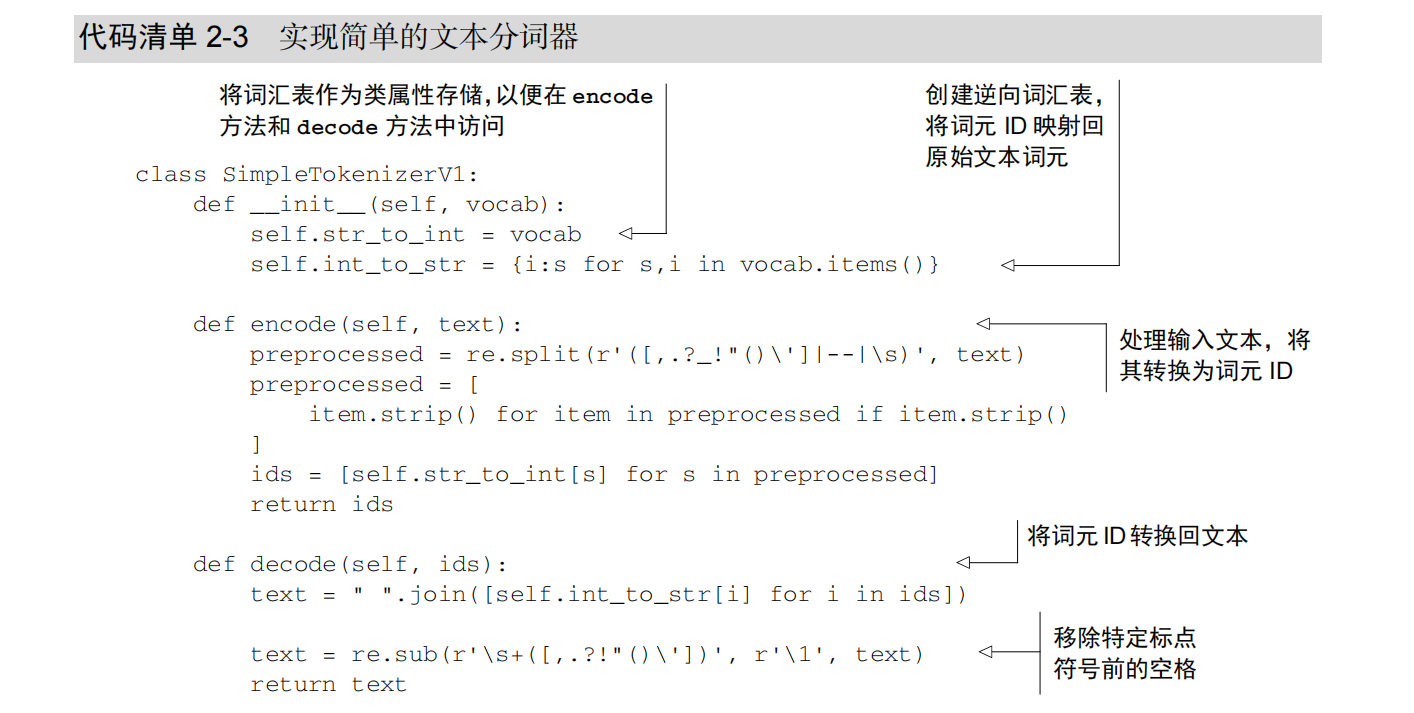 代码清单 2-3 实现简单的文本分词器
将词汇表作为类属性存储,以便在 encode
方法和 decode 方法中访问
创建逆向词汇表，
将词元 ID 映射回
原始文本词元
class SimpleTokenizerV1:
    def __init__(self, vocab):
        self.str_to_int = vocab
        self.int_to_str = {i:s for s,i in vocab.items()}
    def encode(self, text):
        preprocessed = re.split(r'([,.?_!"()\']|--|\s)', text)
        preprocessed = [
            item.strip() for item in preprocessed if item.strip()
        ]
        ids = [self.str_to_int[s] for s in preprocessed]
        return ids
处理输入文本，将
其转换为词元 ID
    def decode(self, ids):
        text = " ".join([self.int_to_str[i] for i in ids])
将词元 ID 转换回文本
        text = re.sub(r'\s+([,.?!"()\'])', r'\1', text)
        return text
移除特定标点
符号前的空格